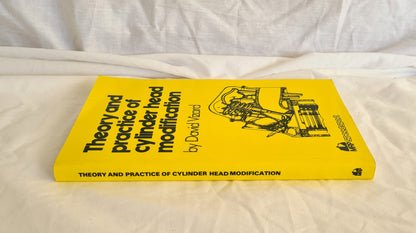 Theory and
practice of
cylinder head
modification
by David Vizard
THEORY AND PRACTICE OF CYLINDER HEAD MODIFICATION